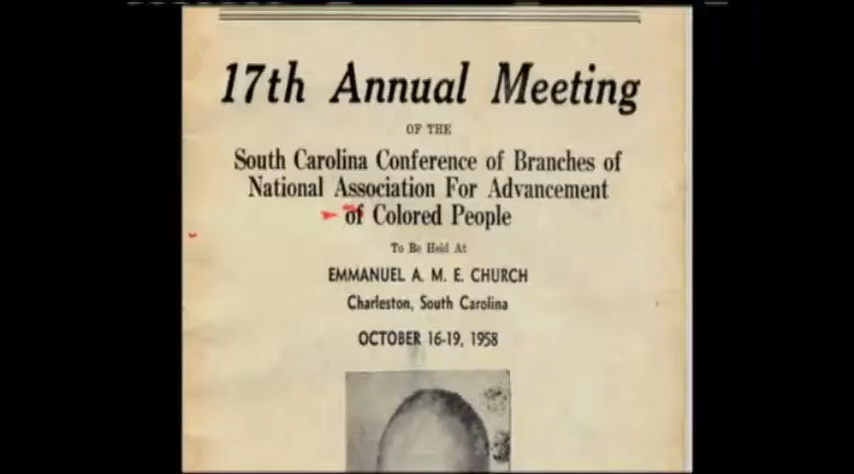 17th Annual Meeting
OF THE
South Carolina Conference of Branches of
National Association For Advancement
of Colored People
To Be Held At
EMMANUEL A. M. E. CHURCH
Charleston, South Carolina
OCTOBER 16-19, 1958